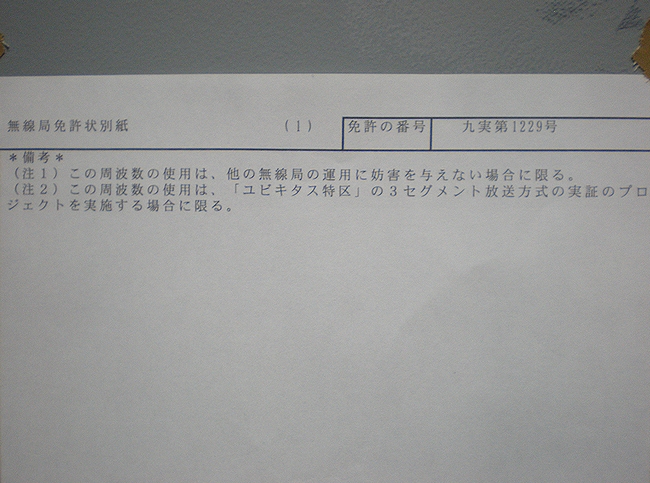 無線局免許状別紙 (1) 免許の番号 九実第1229号
*備考*
(注1)この周波数の使用は、他の無線局の運用に妨害を与えない場合に限る。
(注2)この周波数の使用は、「ユビキタス特区」の3セグメント放送方式の実証のプロ
ジェクトを実施する場合に限る。